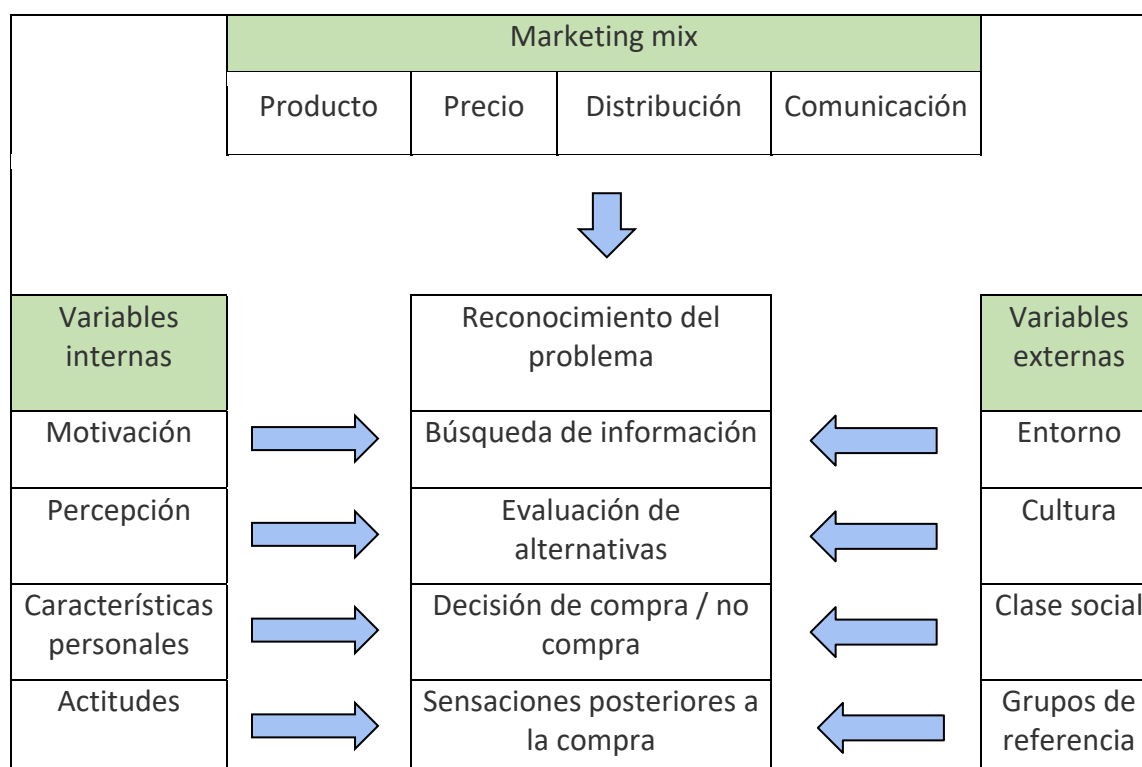 Marketing mix
Producto
Precio
Distribución
Comunicación
Variables
internas
Reconocimiento del
problema
Variables
externas
Motivación
Búsqueda de información
Entorno
Percepción
Evaluación de
alternativas
Cultura
Características
personales
Decisión de compra / no
compra
Clase social
Actitudes
Sensaciones posteriores a
la compra
Grupos de
referencia